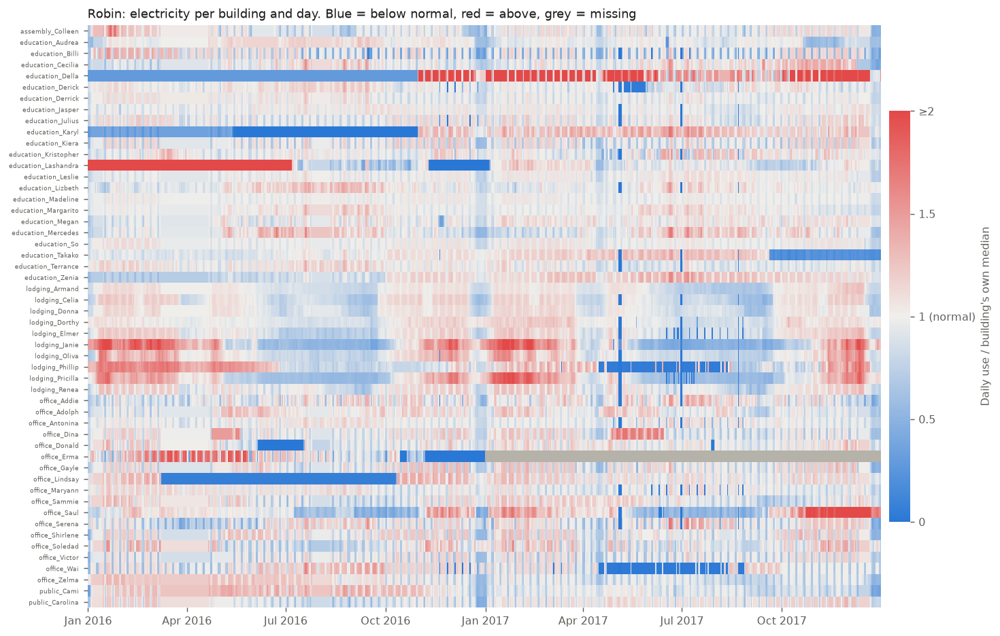 Robin: electricity per building and day. Blue = below normal, red = above, grey = missing
assembly_Colleen
education_Audrea
education_Billi
education_Cecilia
education_Della
education_Derick
education_Derrick
education_Jasper
education_Julius
education_Karyl
education_Kiera
education_Kristopher
education_Lashandra
education_Leslie
education_Lizbeth
education_Madeline
education_Margarito
education_Megan
education_Mercedes
education_So
education_Takako
education_Terrance
education_Zenia
lodging_Armand
lodging_Celia
lodging_Donna
lodging_Dorthy
lodging_Elmer
lodging_Janie
lodging_Oliva
lodging_Phillip
lodging_Pricilla
lodging_Renea
office_Addie
office_Adolph
office_Antonina
office_Dina
office_Donald
office_Erma
office_Gayle
office_Lindsay
office_Maryann
office_Sammie
office_Saul
office_Serena
office_Shirlene
office_Soledad
office_Victor
office_Wai
office_Zelma
public_Cami
public_Carolina
Jan 2016
Apr 2016
Jul 2016
Oct 2016
Jan 2017
Apr 2017
Jul 2017
Oct 2017
≥2
1.5
1 (normal)
0.5
0
Daily use / building's own median